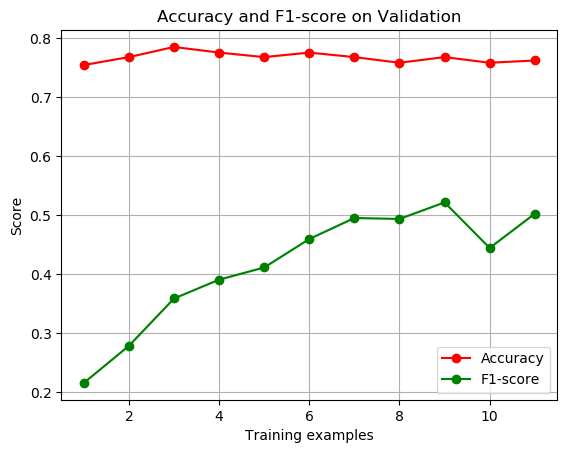 Accuracy and F1-score on Validation
0.8
0.7
0.6
0.5
0.4
0.3
0.2
Score
2 4 6 8 10
Training examples
Accuracy
F1-score